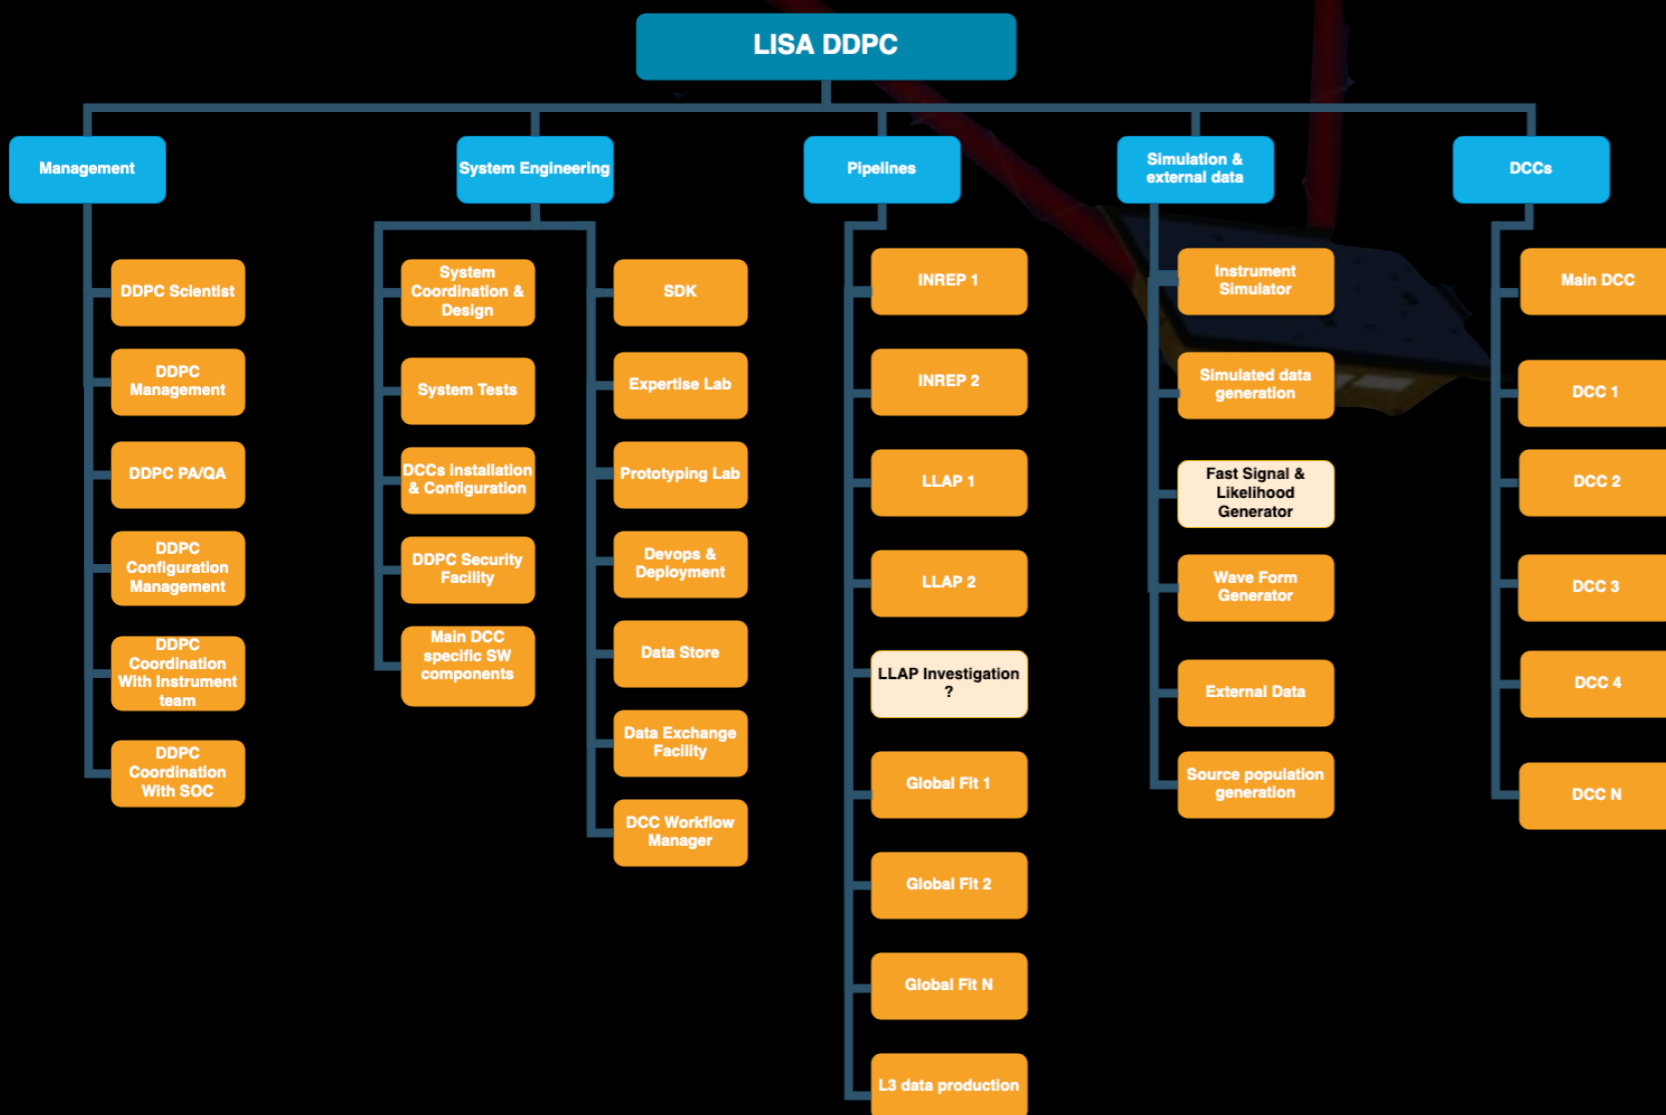 LISA DDPC
Management
System Engineering
Pipelines
Simulation &
external data
DCCs
DDPC Scientist
DDPC
Management
DDPC PA/QA
DDPC
Configuration
Management
DDPC
Coordination
With Instrument
team
DDPC
Coordination
With SOC
System
Coordination &
Design
System Tests
DCCs Installation
& Configuration
DDPC Security
Facility
Main DCC
specific SW
components
SDK
Expertise Lab
Prototyping Lab
Devops &
Deployment
Data Store
Data Exchange
Facility
DCC Workflow
Manager
INREP 1
INREP 2
LLAP 1
LLAP 2
LLAP Investigation
?
Global Fit 1
Global Fit 2
Global Fit N
L3 data production
Instrument
Simulator
Simulated data
generation
Fast Signal &
Likelihood
Generator
Wave Form
Generator
External Data
Source population
generation
Main DCC
DCC 1
DCC 2
DCC 3
DCC 4
DCC N